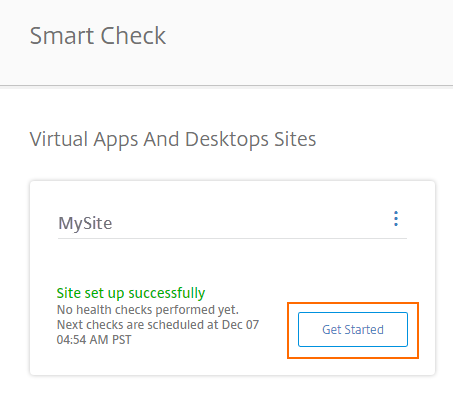 Smart Check
Virtual Apps And Desktops Sites
MySite
Site set up successfully
No health checks performed yet.
Next checks are scheduled at Dec 07
04:54 AM PST
Get Started